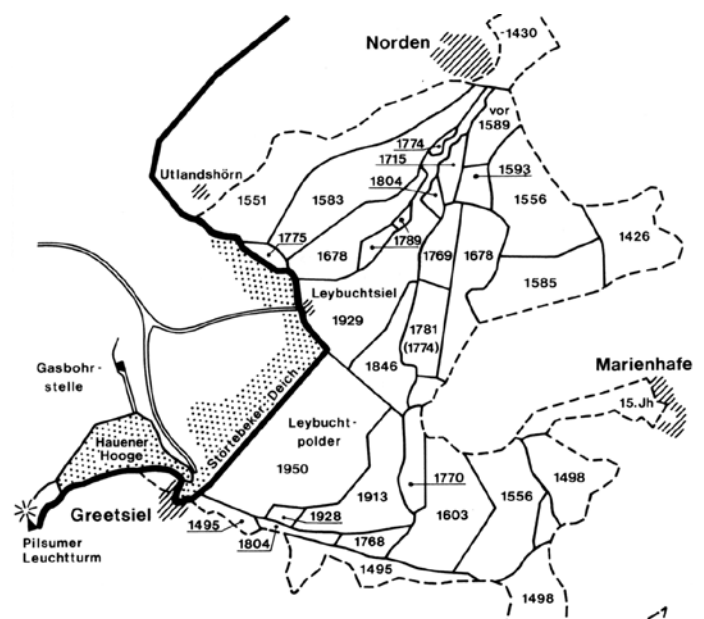 1430
Norden
vor
1589
1774
1715
1593
Utlandshörn
1804
1551
1583
1556
1426
1775
1789
1678
1769
1678
1585
Leybuchtsiel
1929
1781
(1774)
Gasbohr-
stelle
1846
Marienhafe
15.Jh
Störtebeker-Deich
Leybucht-
polder
Hauener
Hooge
1950
1770
1498
1913
1556
1603
Greetsiel
1928
1495
1804
1768
Pilsumer
Leuchtturm
1495
1498